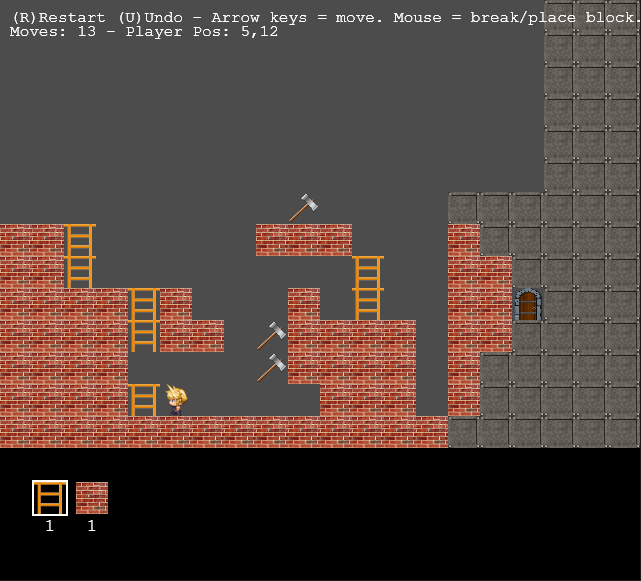 (R)Restart (U)Undo - Arrow keys = move. Mouse = break/place block.
Moves: 13 - Player Pos: 5,12
1 1